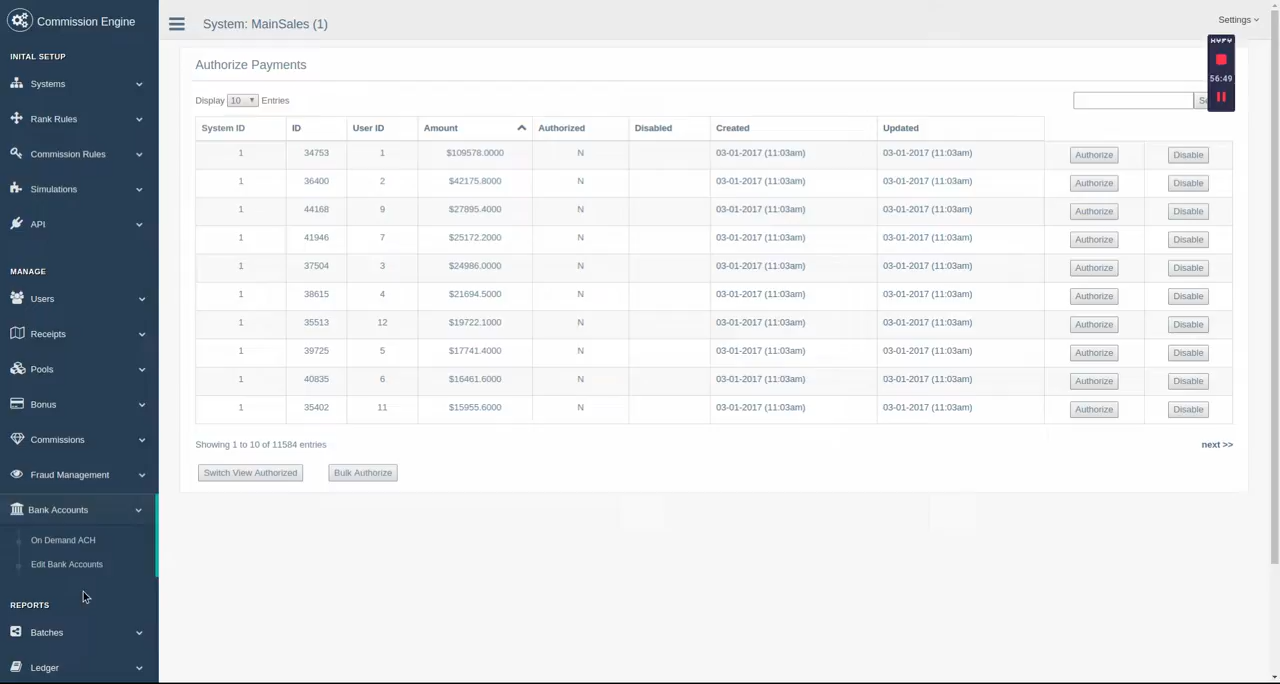 Commission Engine
System: MainSales (1)
Settings
INITAL SETUP
Systems
Rank Rules
Commission Rules
Simulations
API
MANAGE
Users
Receipts
Pools
Bonus
Commissions
Fraud Management
Bank Accounts
On Demand ACH
Edit Bank Accounts
REPORTS
Batches
Ledger
Authorize Payments
56:49
Display 10 Entries
System ID ID User ID Amount Authorized Disabled Created Updated
1 34753 1 $109578.0000 N 03-01-2017 (11:03am) 03-01-2017 (11:03am) Authorize Disable
1 36400 2 $42175.8000 N 03-01-2017 (11:03am) 03-01-2017 (11:03am) Authorize Disable
1 44168 9 $27895.4000 N 03-01-2017 (11:03am) 03-01-2017 (11:03am) Authorize Disable
1 41946 7 $25172.2000 N 03-01-2017 (11:03am) 03-01-2017 (11:03am) Authorize Disable
1 37504 3 $24986.0000 N 03-01-2017 (11:03am) 03-01-2017 (11:03am) Authorize Disable
1 38615 4 $21694.5000 N 03-01-2017 (11:03am) 03-01-2017 (11:03am) Authorize Disable
1 35513 12 $19722.1000 N 03-01-2017 (11:03am) 03-01-2017 (11:03am) Authorize Disable
1 39725 5 $17741.4000 N 03-01-2017 (11:03am) 03-01-2017 (11:03am) Authorize Disable
1 40835 6 $16461.6000 N 03-01-2017 (11:03am) 03-01-2017 (11:03am) Authorize Disable
1 35402 11 $15955.6000 N 03-01-2017 (11:03am) 03-01-2017 (11:03am) Authorize Disable
Showing 1 to 10 of 11584 entries
next >>
Switch View Authorized Bulk Authorize